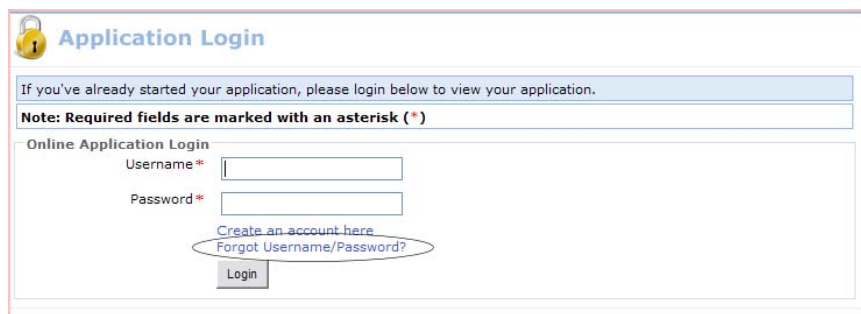 Application Login
If you've already started your application, please login below to view your application.
Note: Required fields are marked with an asterisk (*)
Online Application Login
Username *
Password *
Create an account here
Forgot Username/Password?
Login